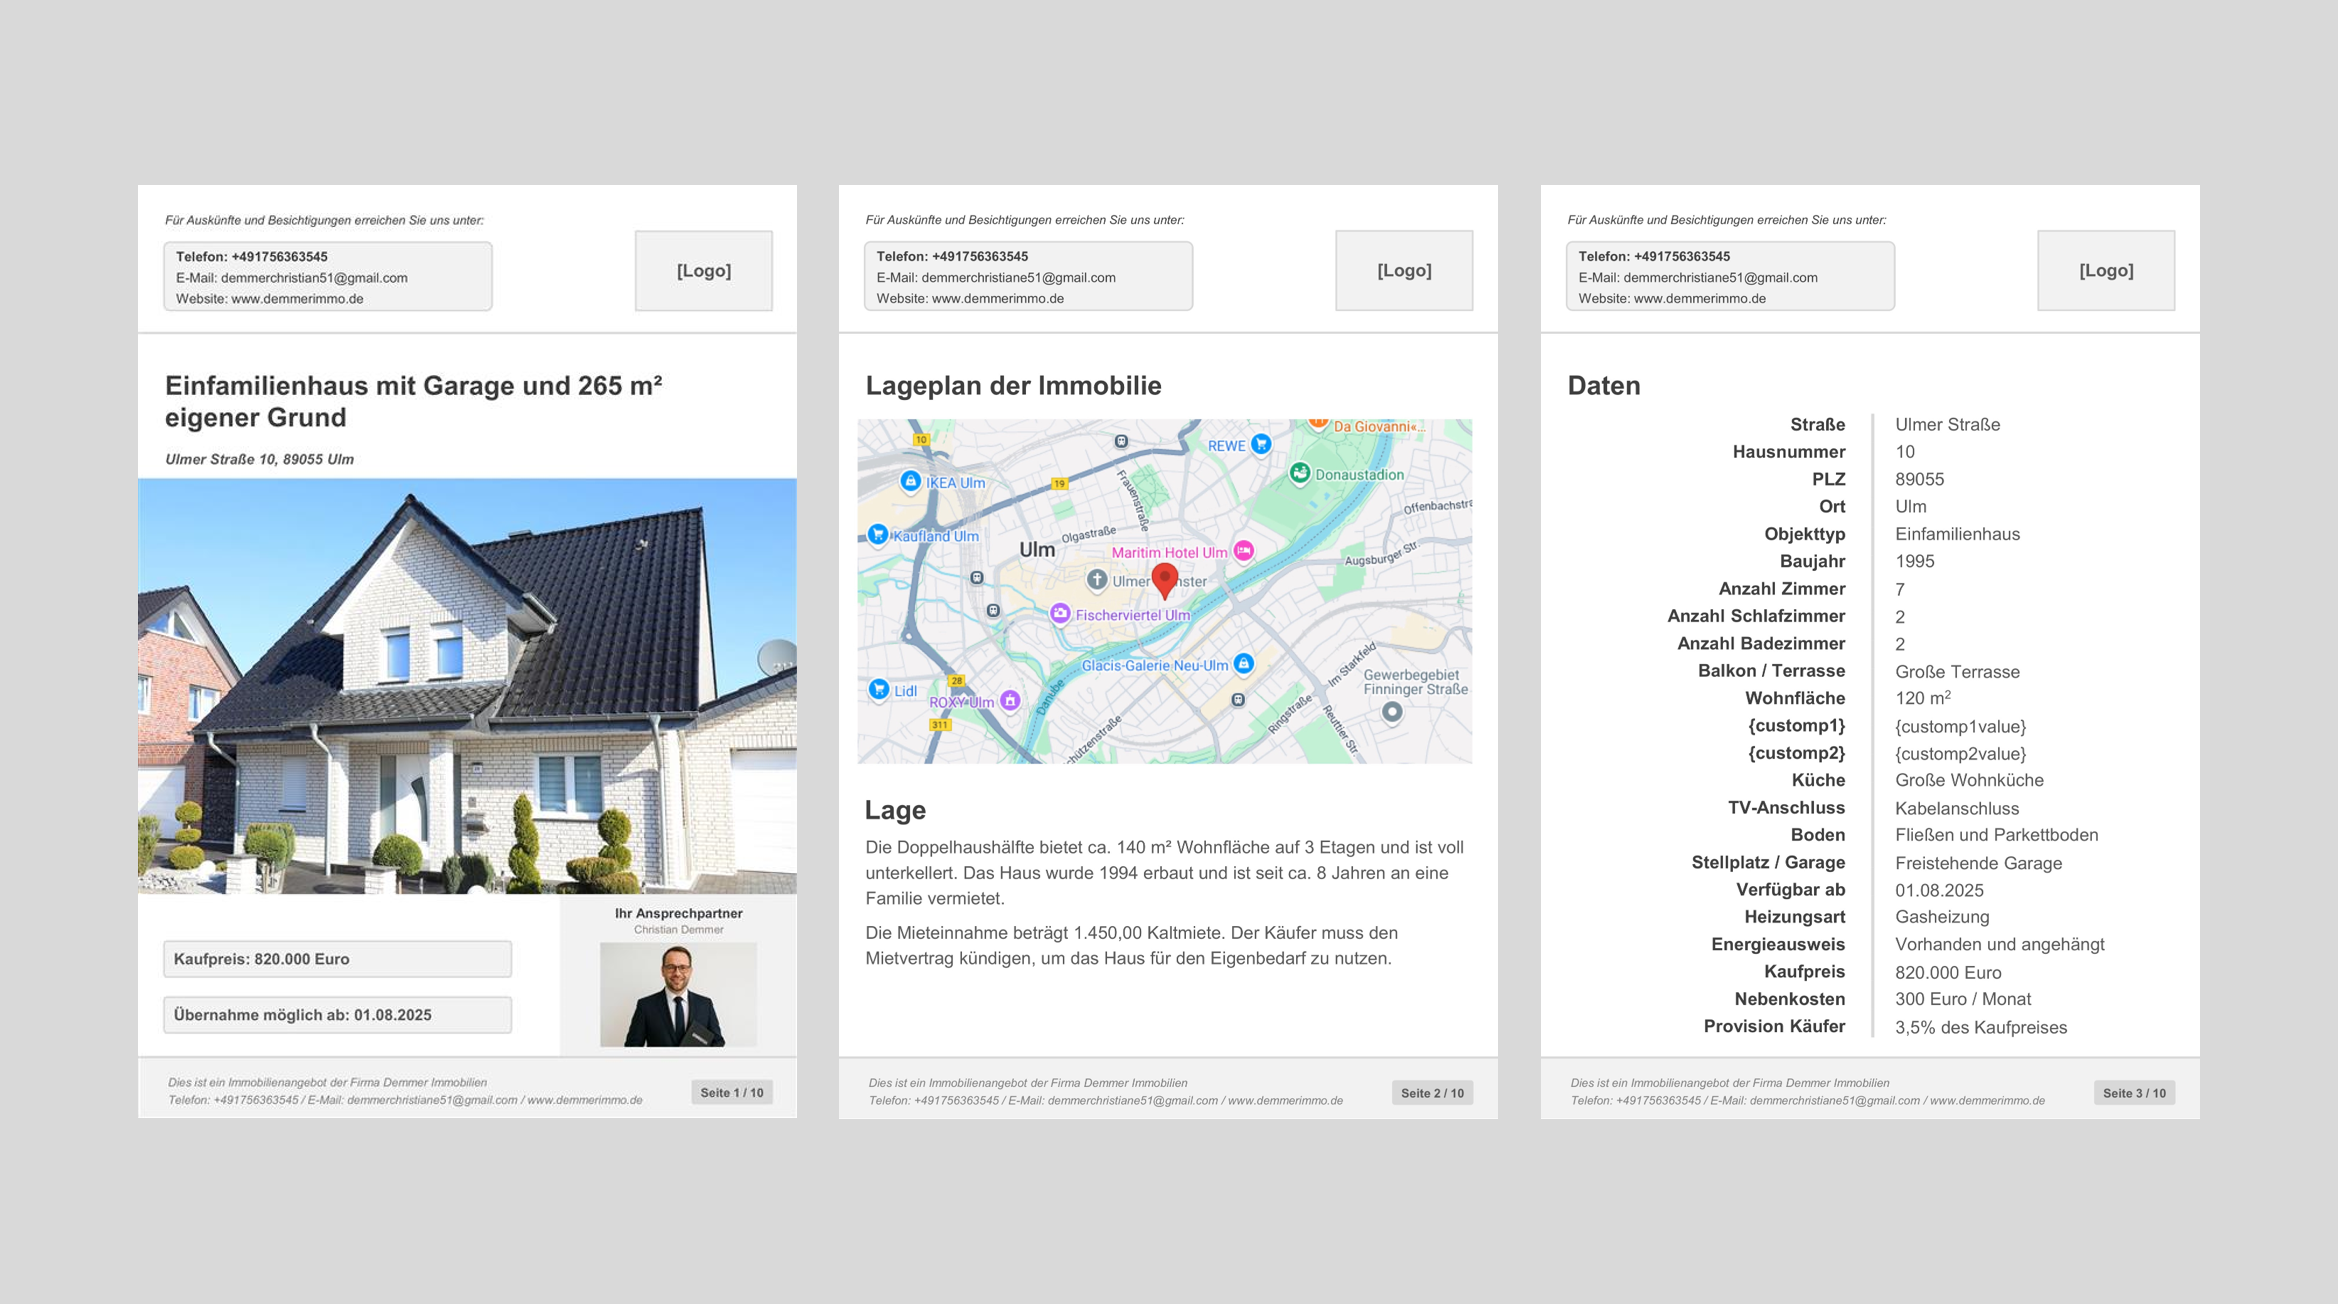 Für Auskünfte und Besichtigungen erreichen Sie uns unter:
Telefon: +491756363545
E-Mail: demmerchristian51@gmail.com
Website: www.demmerimmo.de
[Logo]
Einfamilienhaus mit Garage und 265 m²
eigener Grund
Ulmer Straße 10, 89055 Ulm
Ihr Ansprechpartner
Christian Demmer
Kaufpreis: 820.000 Euro
Übernahme möglich ab: 01.08.2025
Dies ist ein Immobilienangebot der Firma Demmer Immobilien
Telefon: +491756363545 / E-Mail: demmerchristiane51@gmail.com / www.demmerimmo.de
Seite 1 / 10
Für Auskünfte und Besichtigungen erreichen Sie uns unter:
Telefon: +491756363545
E-Mail: demmerchristiane51@gmail.com
Website: www.demmerimmo.de
[Logo]
Lageplan der Immobilie
Da Giovanni«...
10
REWE
IKEA Ulm
19
Donaustadion
Frauenstraße
Offenbachstra
Kaufland Ulm
Olgastraße
Ulm
Maritim Hotel Ulm
Augsburger Str.
Ulmer nster
Fischerviertel Ulm
Glacis-Galerie Neu-Ulm
Im Starkfeld
Gewerbegebiet
Finninger Straße
28
Lidl
ROXY Ulm
Danube
311
Ringstraße
Reuttier Str.
chützenstraße
Lage
Die Doppelhaushälfte bietet ca. 140 m² Wohnfläche auf 3 Etagen und ist voll
unterkellert. Das Haus wurde 1994 erbaut und ist seit ca. 8 Jahren an eine
Familie vermietet.
Die Mieteinnahme beträgt 1.450,00 Kaltmiete. Der Käufer muss den
Mietvertrag kündigen, um das Haus für den Eigenbedarf zu nutzen.
Dies ist ein Immobilienangebot der Firma Demmer Immobilien
Telefon: +491756363545 / E-Mail: demmerchristiane51@gmail.com / www.demmerimmo.de
Seite 2 / 10
Für Auskünfte und Besichtigungen erreichen Sie uns unter:
Telefon: +491756363545
E-Mail: demmerchristiane51@gmail.com
Website: www.demmerimmo.de
[Logo]
Daten
Straße Ulmer Straße
Hausnummer 10
PLZ 89055
Ort Ulm
Objekttyp Einfamilienhaus
Baujahr 1995
Anzahl Zimmer 7
Anzahl Schlafzimmer 2
Anzahl Badezimmer 2
Balkon / Terrasse Große Terrasse
Wohnfläche 120 m²
{customp1} {customp1value}
{customp2} {customp2value}
Küche Große Wohnküche
TV-Anschluss Kabelanschluss
Boden Fließen und Parkettboden
Stellplatz / Garage Freistehende Garage
Verfügbar ab 01.08.2025
Heizungsart Gasheizung
Energieausweis Vorhanden und angehängt
Kaufpreis 820.000 Euro
Nebenkosten 300 Euro / Monat
Provision Käufer 3,5% des Kaufpreises
Dies ist ein Immobilienangebot der Firma Demmer Immobilien
Telefon: +491756363545 / E-Mail: demmerchristiane51@gmail.com / www.demmerimmo.de
Seite 3 / 10